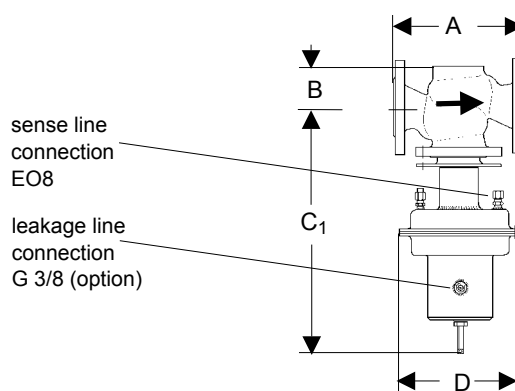 A
B
sense line
connection
EO8
C1
leakage line
connection
G 3/8 (option)
D